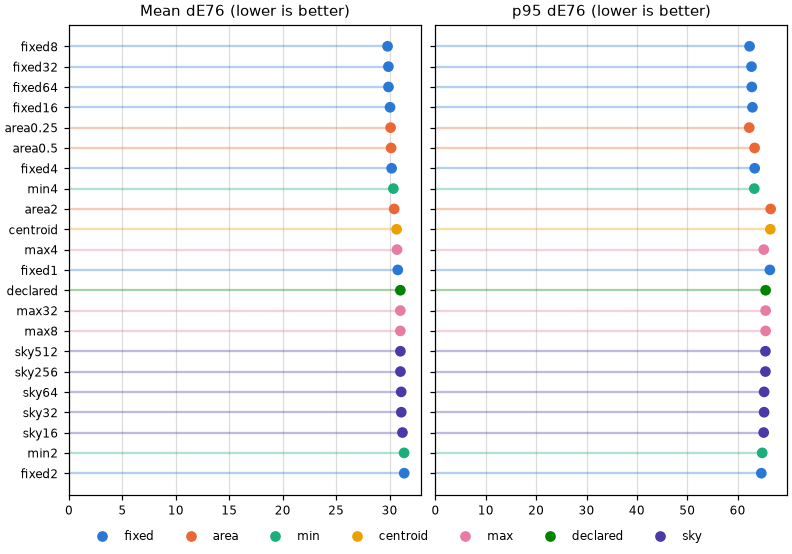 Mean dE76 (lower is better)
p95 dE76 (lower is better)
fixed8
fixed32
fixed64
fixed16
area0.25
area0.5
fixed4
min4
area2
centroid
max4
fixed1
declared
max32
max8
sky512
sky256
sky64
sky32
sky16
min2
fixed2
0 5 10 15 20 25 30
0 10 20 30 40 50 60
fixed area min centroid max declared sky